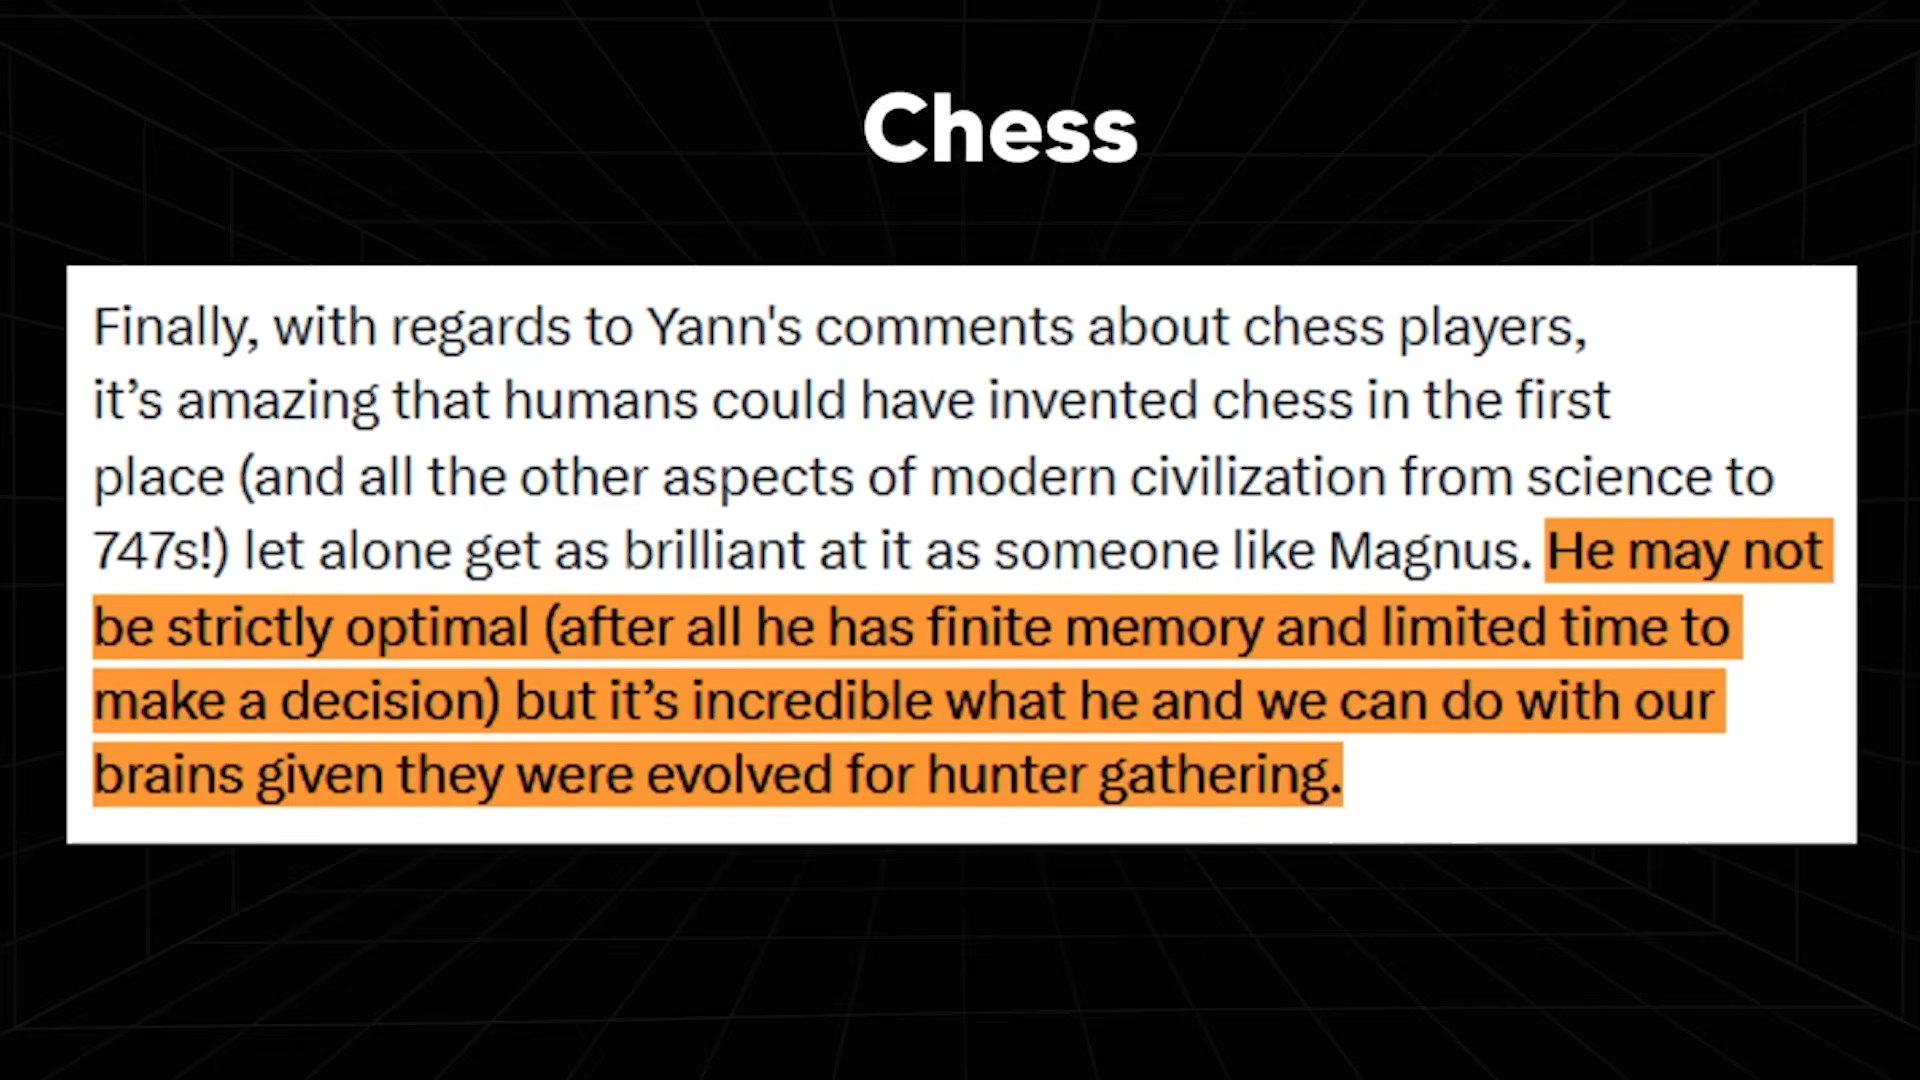 Chess
Finally, with regards to Yann's comments about chess players,
it’s amazing that humans could have invented chess in the first
place (and all the other aspects of modern civilization from science to
747s!) let alone get as brilliant at it as someone like Magnus. He may not
be strictly optimal (after all he has finite memory and limited time to
make a decision) but it’s incredible what he and we can do with our
brains given they were evolved for hunter gathering.